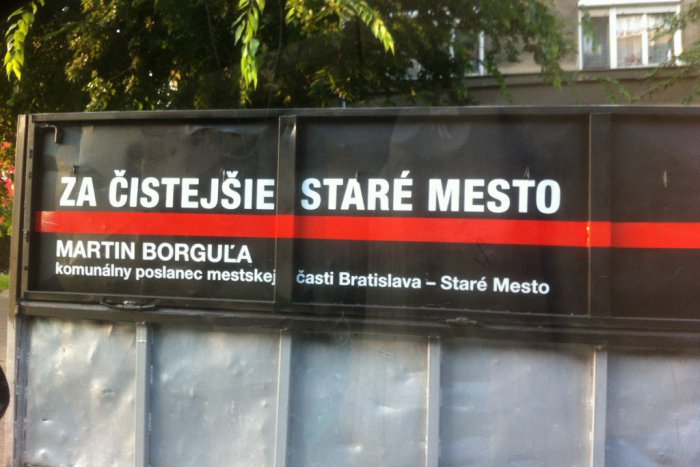 ZA ČISTEJŠIE STARÉ MESTO
MARTIN BORGUĽA
komunálny poslanec mestskej časti Bratislava – Staré Mesto